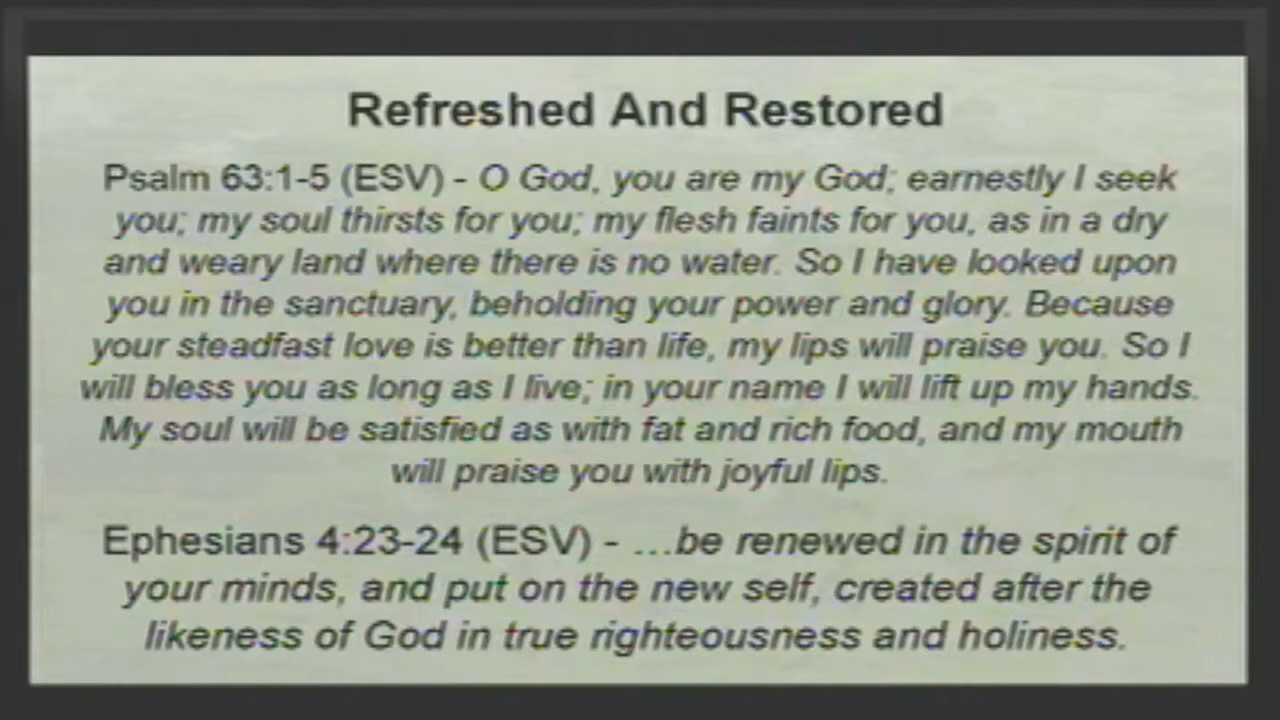 Refreshed And Restored
Psalm 63:1-5 (ESV) - O God, you are my God; earnestly I seek
you; my soul thirsts for you; my flesh faints for you, as in a dry
and weary land where there is no water. So I have looked upon
you in the sanctuary, beholding your power and glory. Because
your steadfast love is better than life, my lips will praise you. So I
will bless you as long as I live; in your name I will lift up my hands.
My soul will be satisfied as with fat and rich food, and my mouth
will praise you with joyful lips.
Ephesians 4:23-24 (ESV) - …be renewed in the spirit of
your minds, and put on the new self, created after the
likeness of God in true righteousness and holiness.